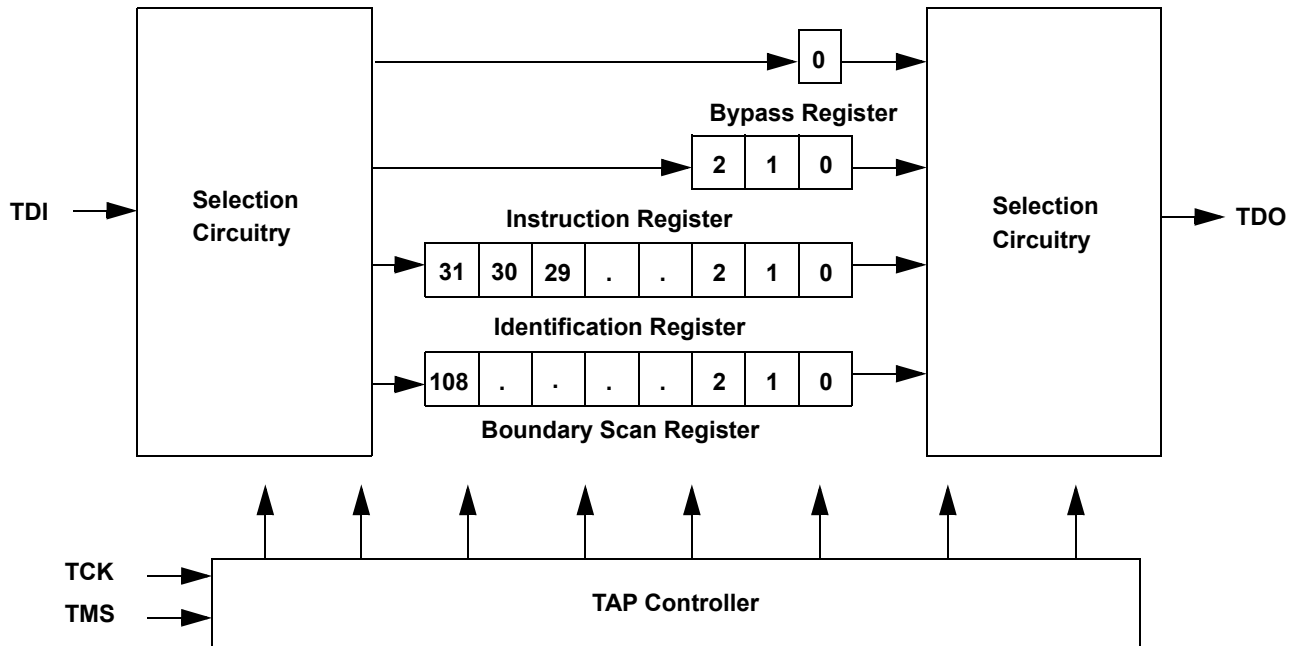 0
Bypass Register
2 1 0
TDI
Selection
Circuitry
Selection
Circuitry
TDO
Instruction Register
31 30 29 . . 2 1 0
Identification Register
108 . . . . 2 1 0
Boundary Scan Register
TCK
TMS
TAP Controller